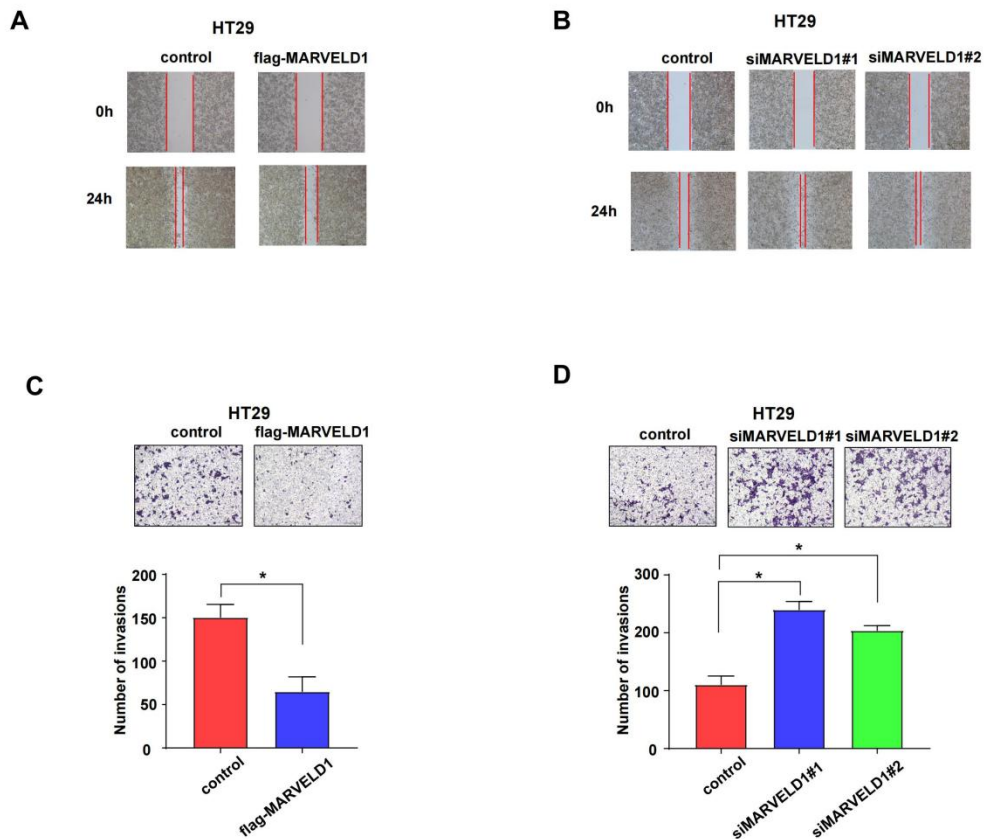 A
HT29
control flag-MARVELD1
0h
24h
B
HT29
control siMARVELD1#1 siMARVELD1#2
0h
24h
C
HT29
control flag-MARVELD1
Number of invasions
200
150
100
50
0
*
control flag-MARVELD1
D
HT29
control siMARVELD1#1 siMARVELD1#2
Number of invasions
300
200
100
0
*
*
control siMARVELD1#1 siMARVELD1#2